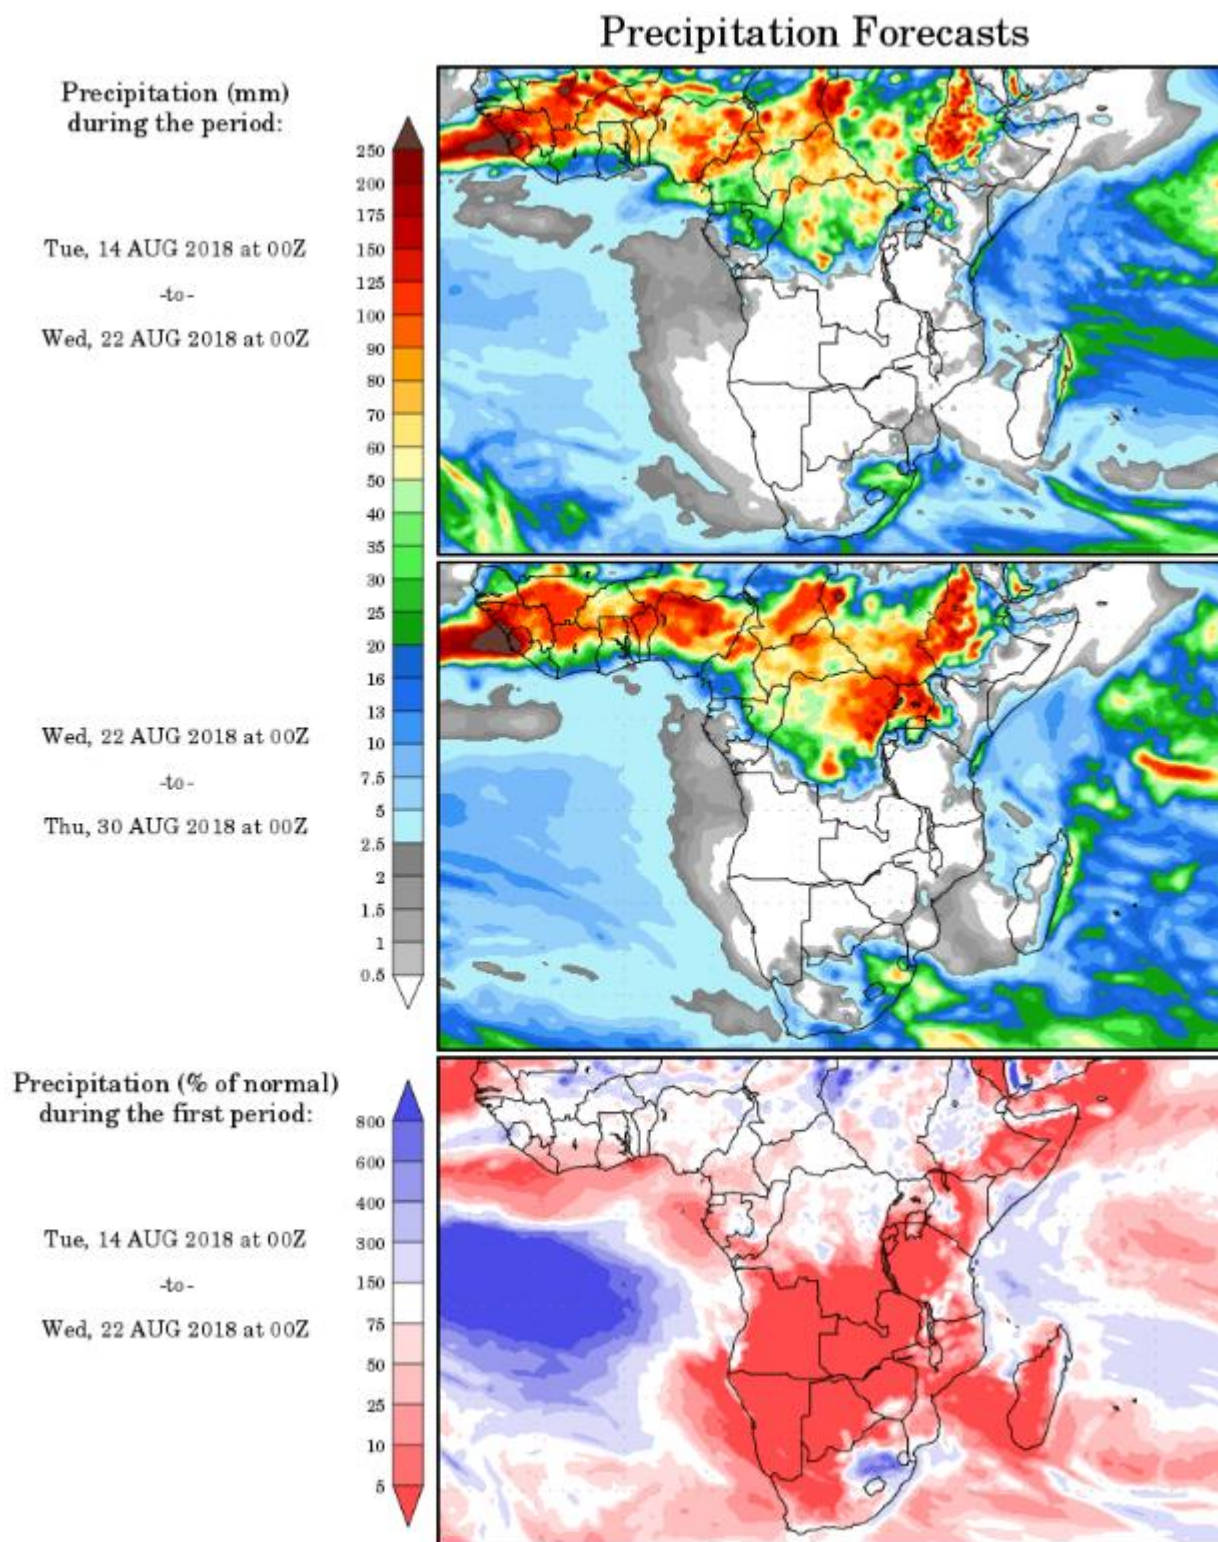 Precipitation Forecasts
Precipitation (mm)
during the period:
Tue, 14 AUG 2018 at 00Z
-to-
Wed, 22 AUG 2018 at 00Z
250
200
175
150
125
100
90
80
70
60
50
40
35
30
25
20
16
13
10
7.5
5
2.5
2
1.5
1
0.5
Wed, 22 AUG 2018 at 00Z
-to-
Thu, 30 AUG 2018 at 00Z
Precipitation (% of normal)
during the first period:
Tue, 14 AUG 2018 at 00Z
-to-
Wed, 22 AUG 2018 at 00Z
800
600
400
300
150
75
50
25
10
5